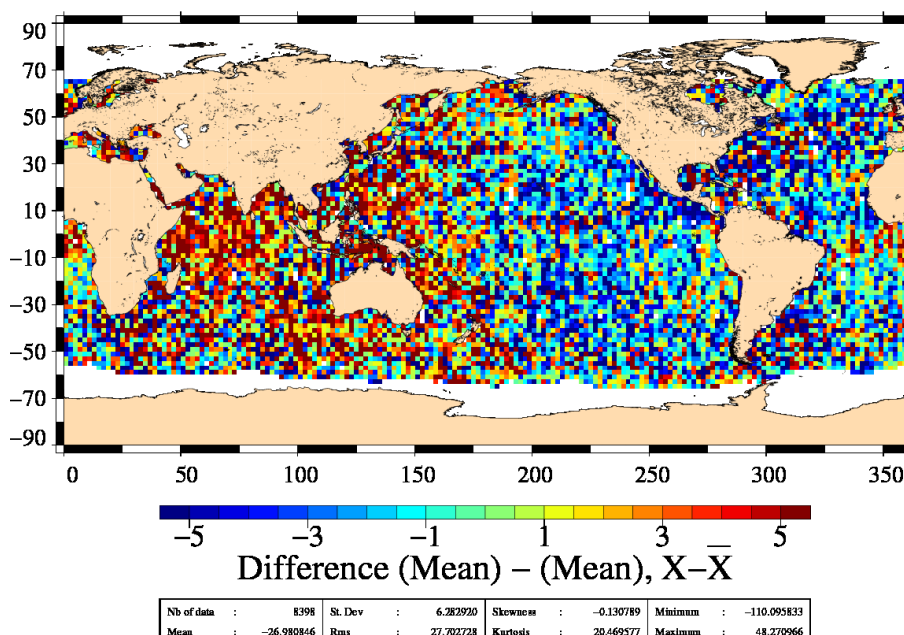 90
70
50
30
10
−10
−30
−50
−70
−90
0 50 100 150 200 250 300 350
−5 −3 −1 1 3 5
Difference (Mean) − (Mean), X−X̅
Nb of data : 8398 St. Dev : 6.282920 Skewness : −0.130789 Minimum : −110.095833
Mean : −26.980846 Rms : 27.702728 Kurtosis : 20.469577 Maximum : 48.270966